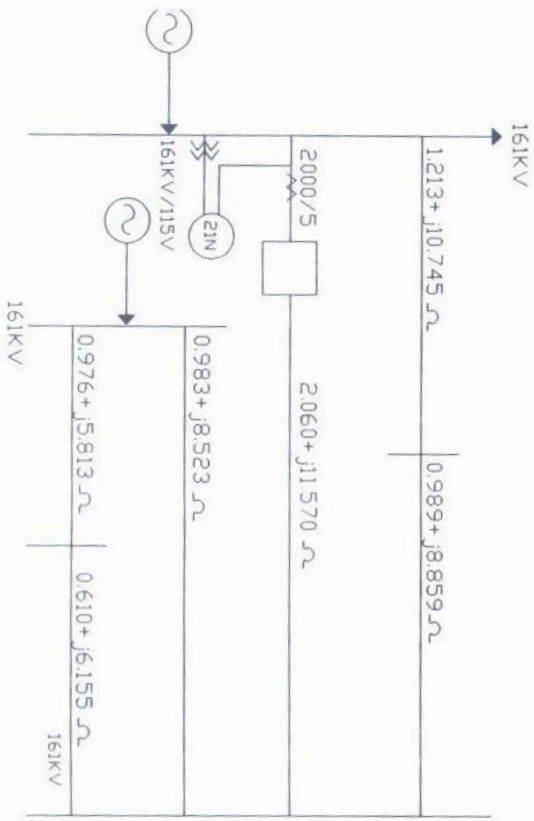 161KV
1.213+ j10.745 Ω
0.989+ j8.859 Ω
2000/5
2.060+ j11.570 Ω
21N
161KV/115V
0.983+ j8.523 Ω
0.976+ j5.813 Ω
0.610+ j6.155 Ω
161KV
161KV